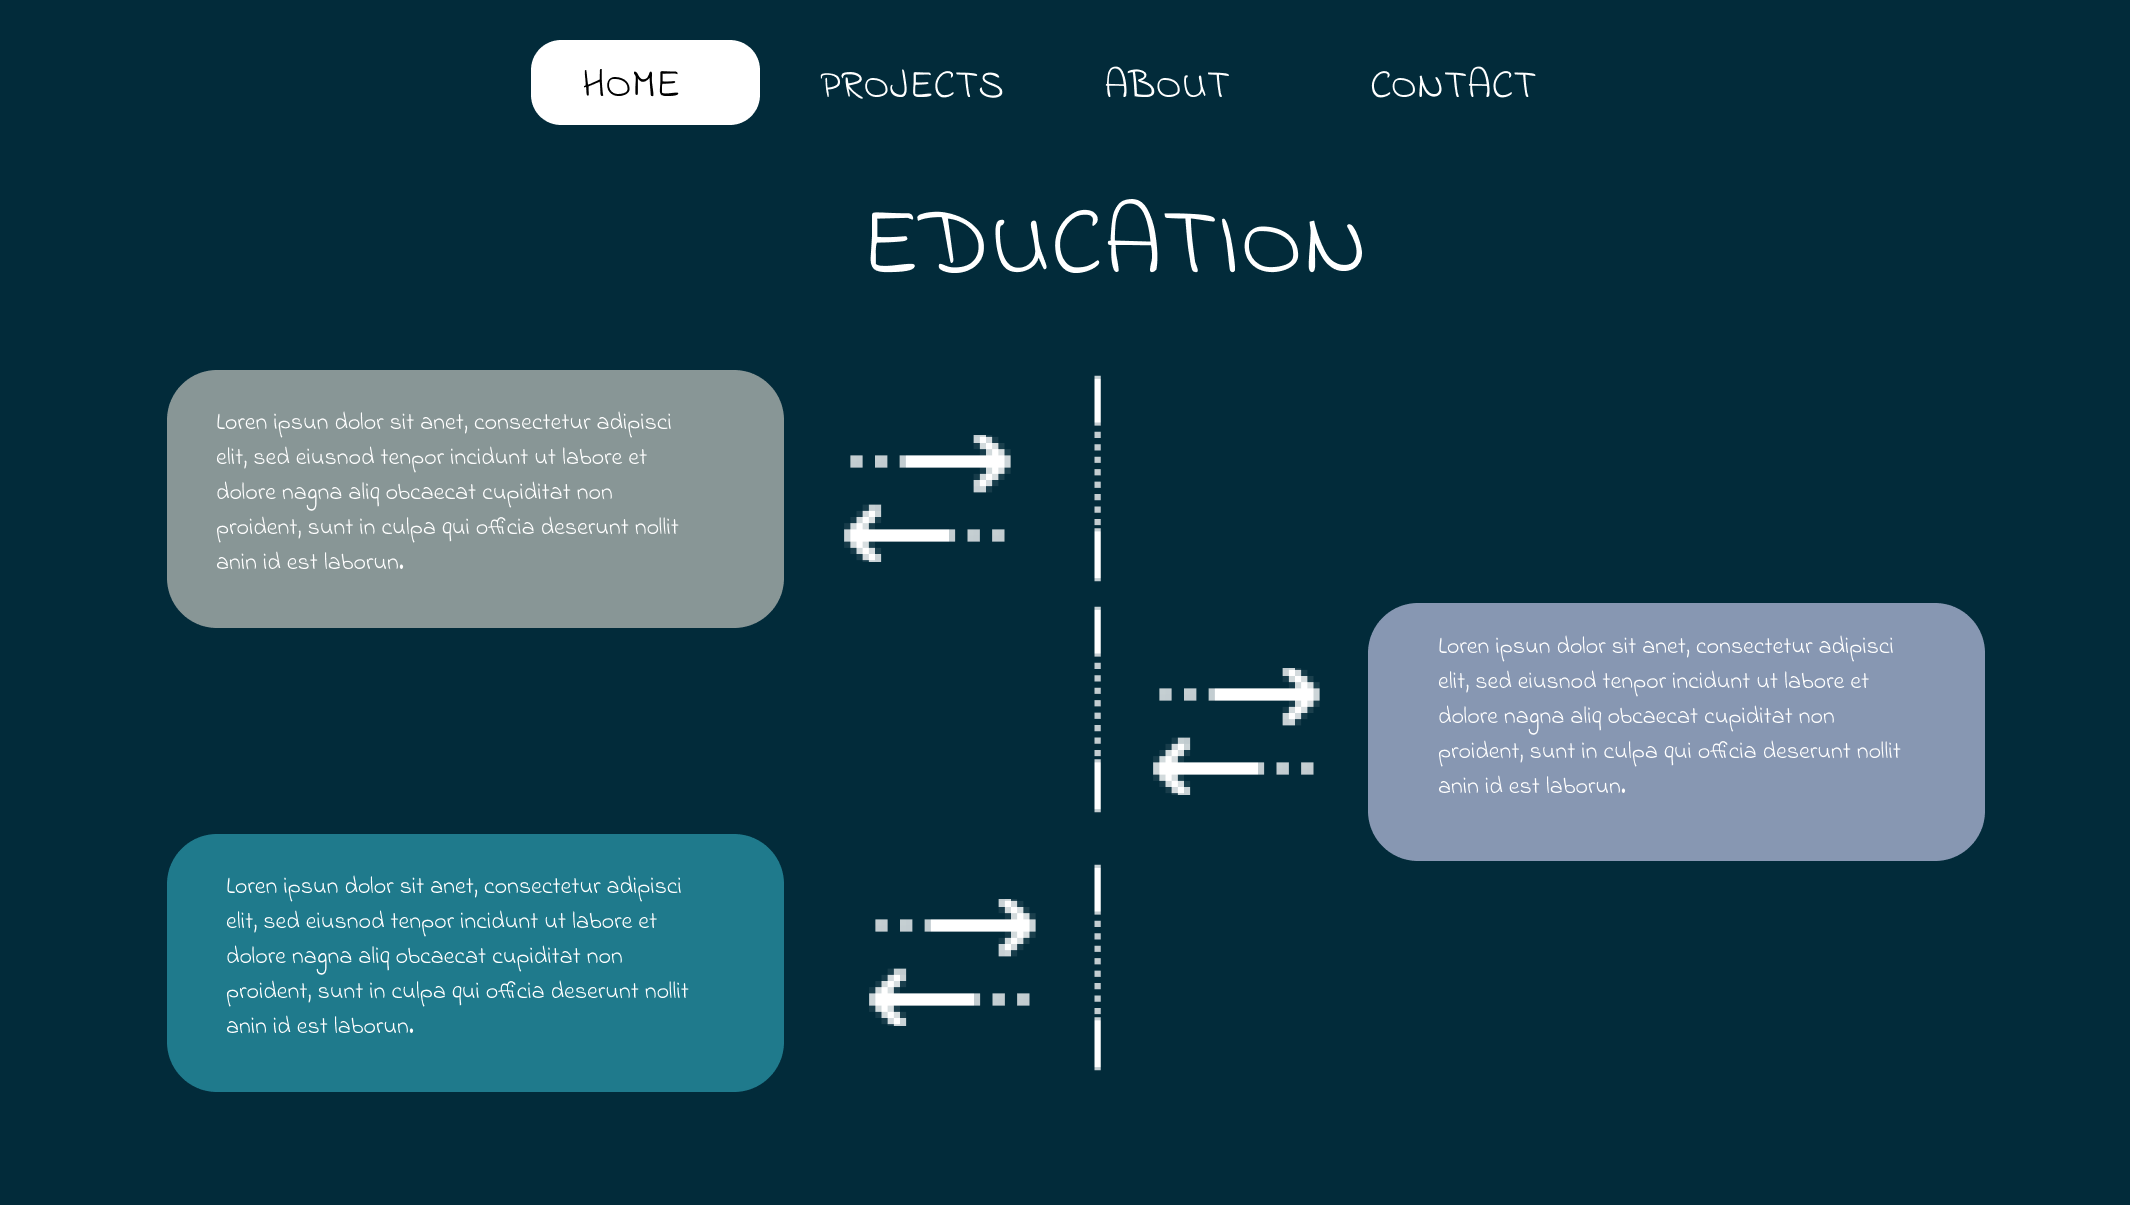 HOME PROJECTS ABOUT CONTACT
EDUCATION
Loren ipsun dolor sit anet, consectetur adipisci
elit, sed eiusnod tenpor incidunt ut labore et
dolore nagna aliq obcaecat cupiditat non
proident, sunt in culpa qui officia deserunt nollit
anin id est laborun.
Loren ipsun dolor sit anet, consectetur adipisci
elit, sed eiusnod tenpor incidunt ut labore et
dolore nagna aliq obcaecat cupiditat non
proident, sunt in culpa qui officia deserunt nollit
anin id est laborun.
Loren ipsun dolor sit anet, consectetur adipisci
elit, sed eiusnod tenpor incidunt ut labore et
dolore nagna aliq obcaecat cupiditat non
proident, sunt in culpa qui officia deserunt nollit
anin id est laborun.